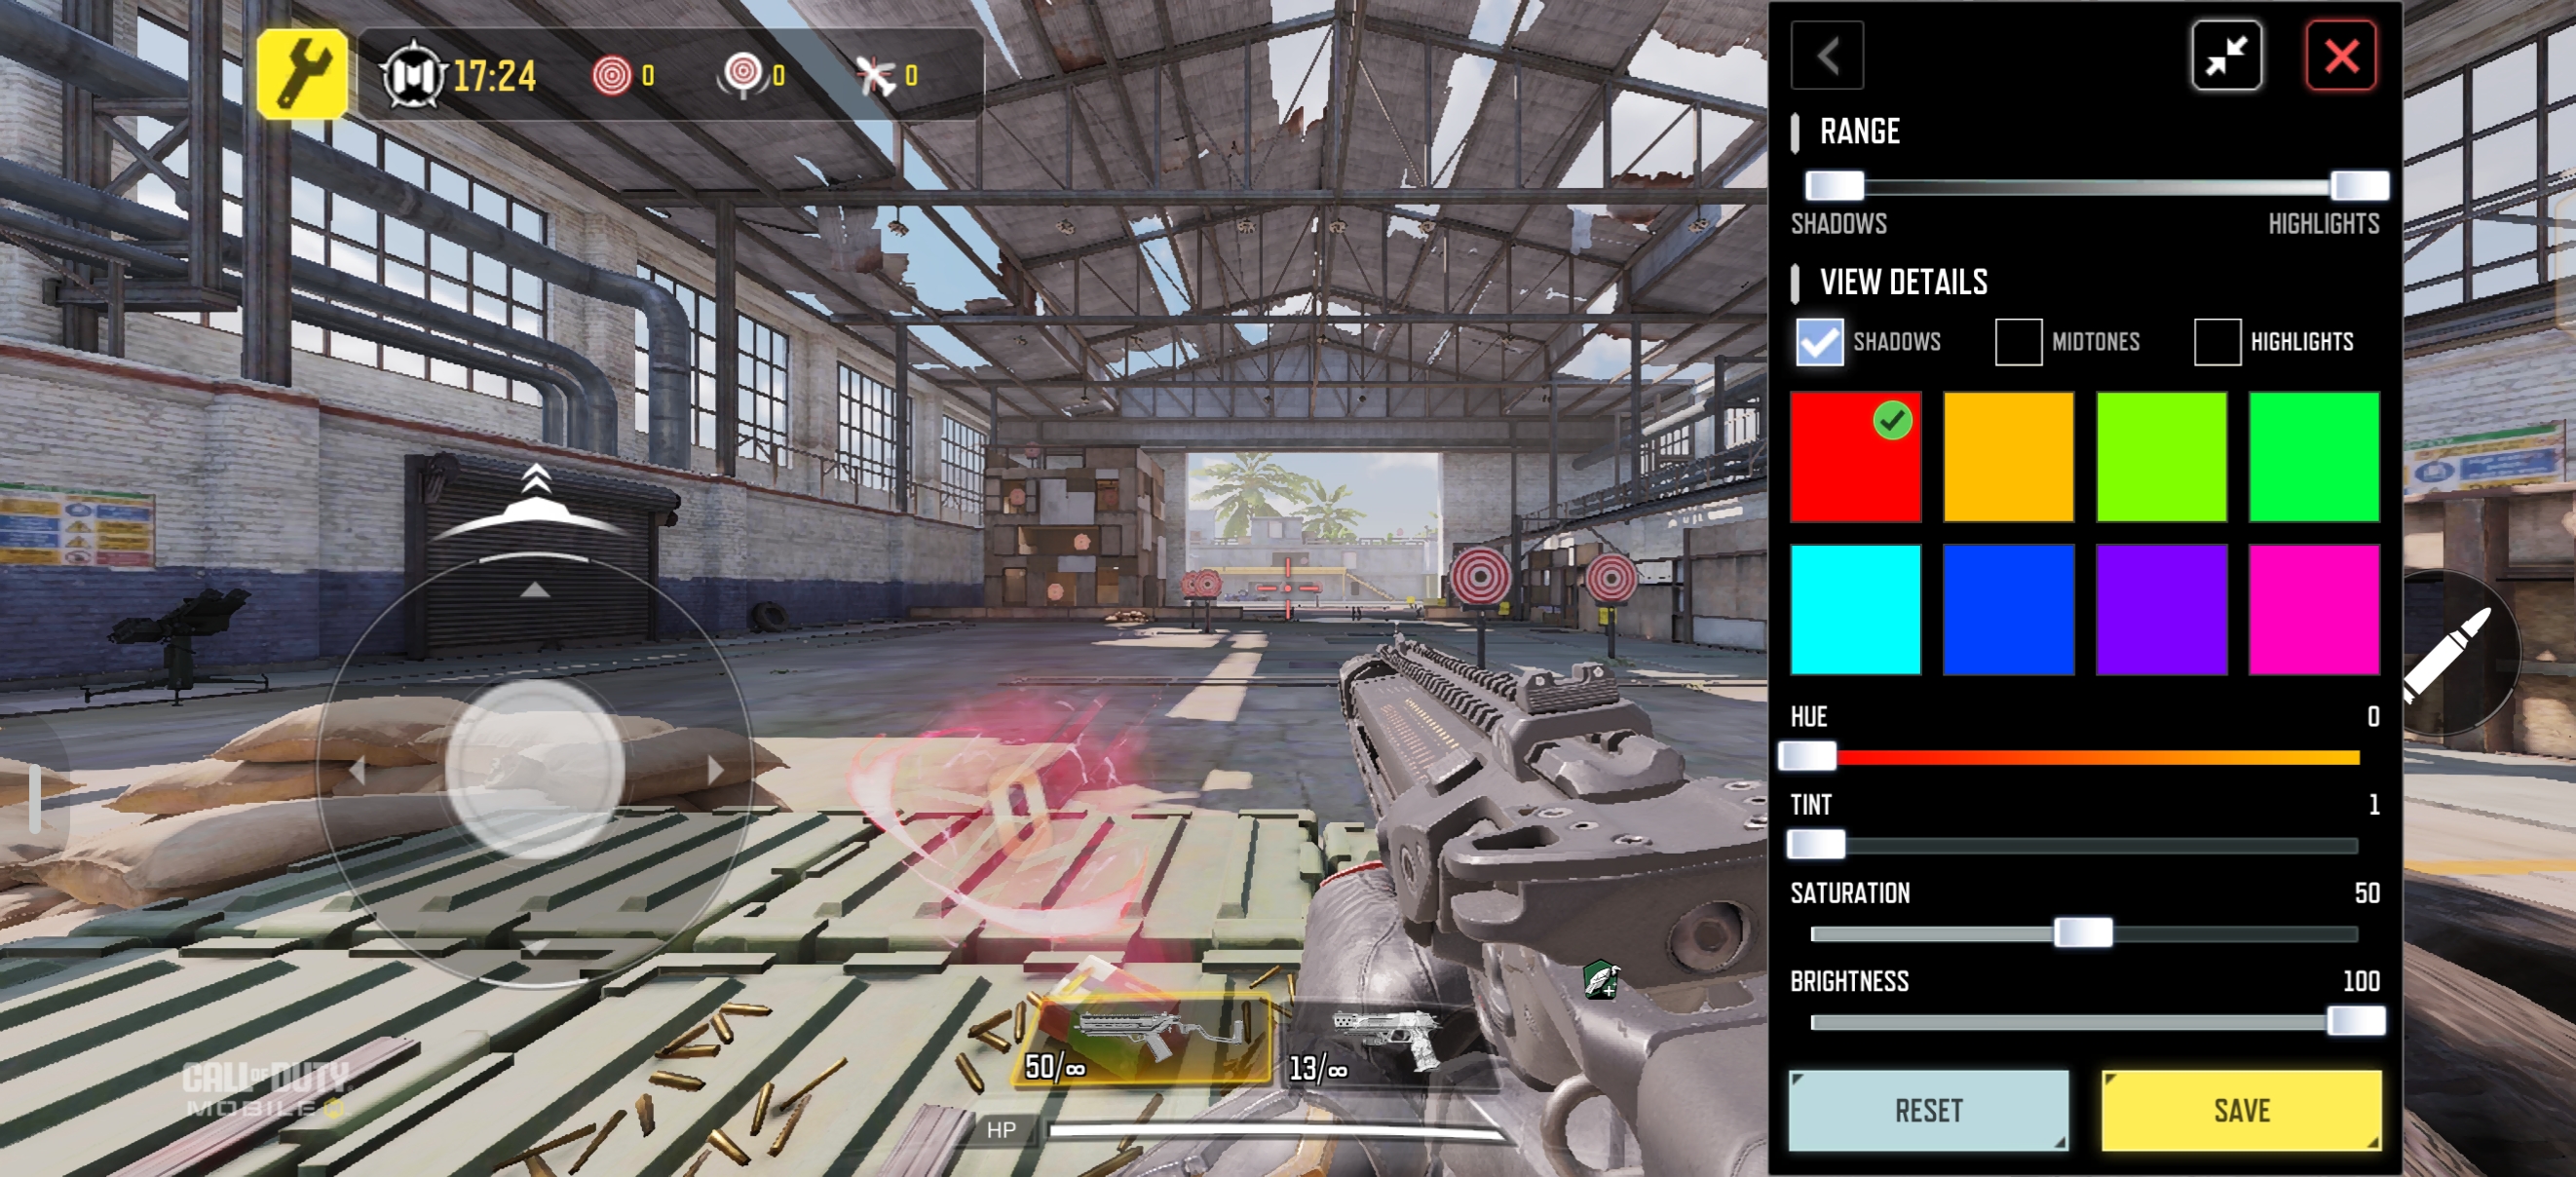 17:24
0
0
0
RANGE
SHADOWS
HIGHLIGHTS
VIEW DETAILS
SHADOWS
MIDTONES
HIGHLIGHTS
HUE
0
TINT
1
SATURATION
50
BRIGHTNESS
100
RESET
SAVE
0
50/∞
13/∞
HP
CALL OF DUTY
MOBILE